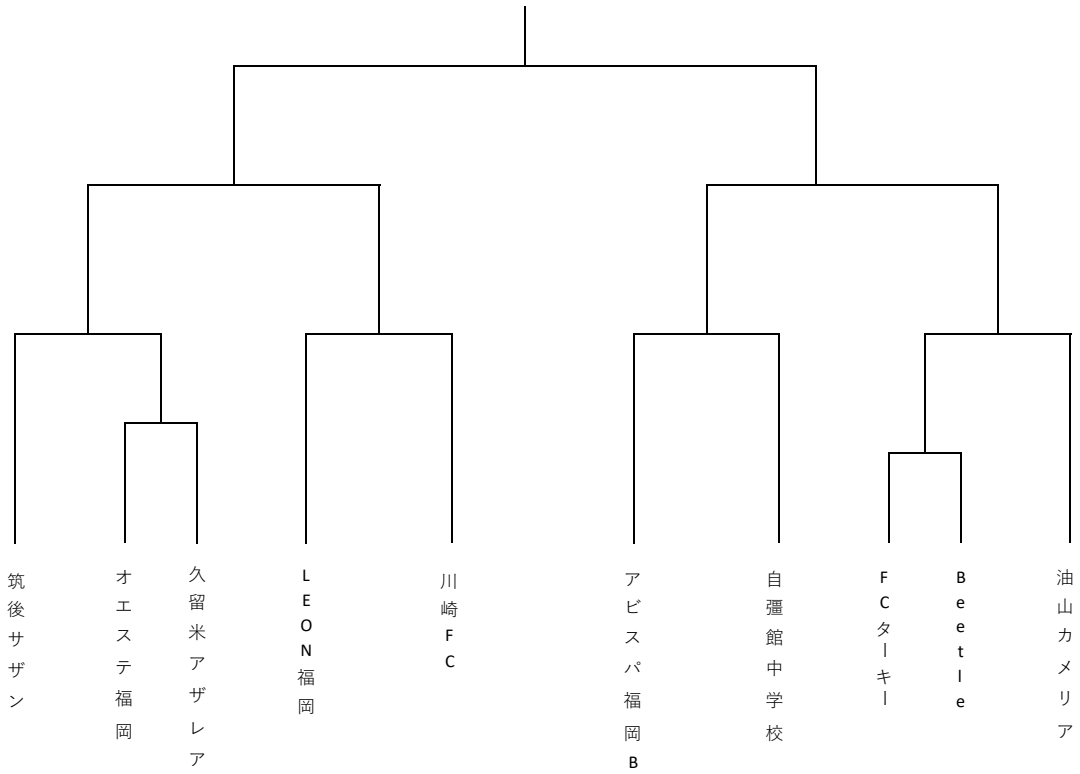 筑後サザン
オエステ福岡
久留米アザレア
LEON福岡
川崎FC
アビスパ福岡B
自彊館中学校
FCターキー
Beetle
油山カメリア